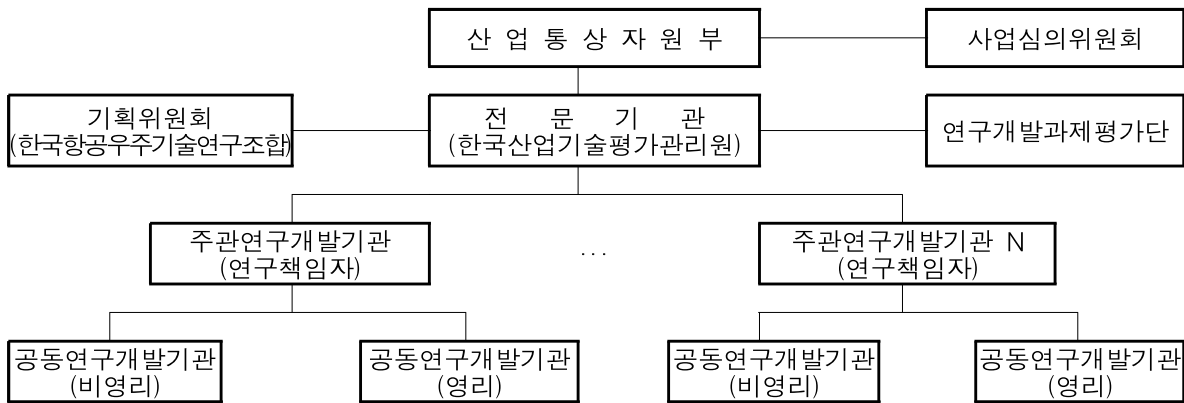 산 업 통 상 자 원 부
사업심의위원회
기획위원회
(한국항공우주기술연구조합)
전 문 기 관
(한국산업기술평가관리원)
연구개발과제평가단
주관연구개발기관
(연구책임자)
...
주관연구개발기관 N
(연구책임자)
공동연구개발기관
(비영리)
공동연구개발기관
(영리)
공동연구개발기관
(비영리)
공동연구개발기관
(영리)